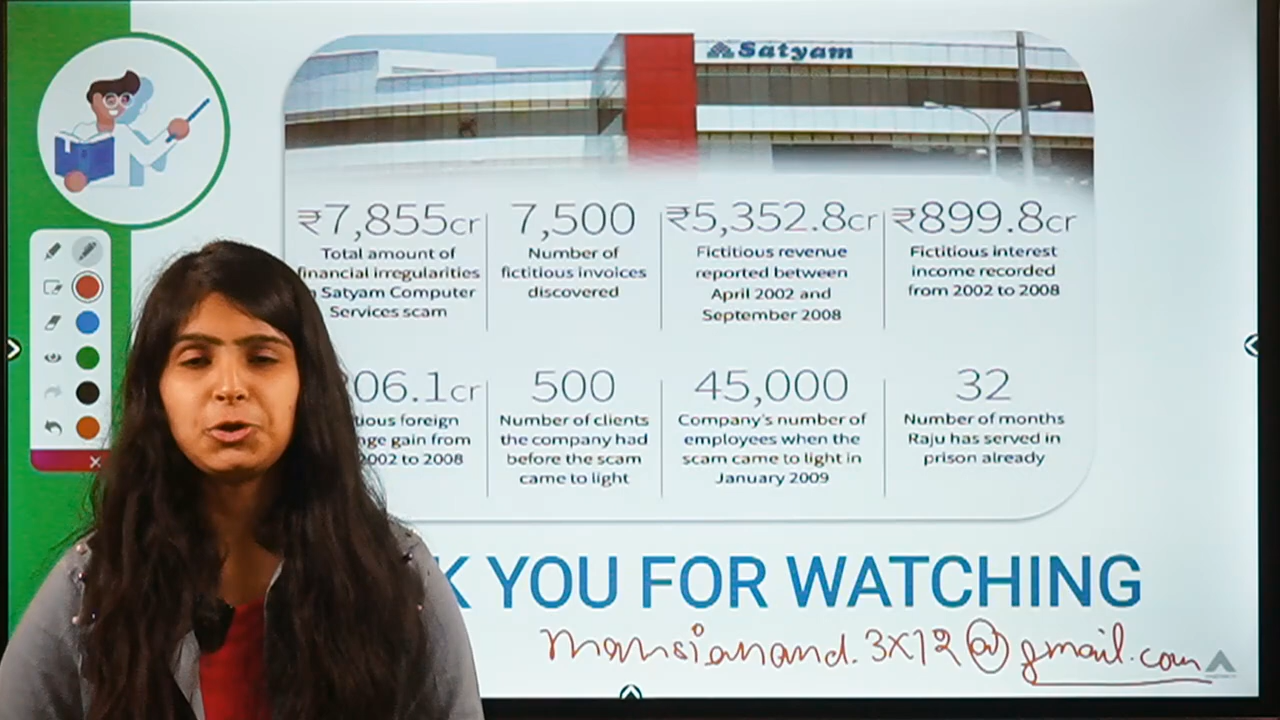 Satyam
₹7,855cr
Total amount of
financial irregularities
Satyam Computer
Services scam
7,500
Number of
fictitious invoices
discovered
₹5,352.8cr
Fictitious revenue
reported between
April 2002 and
September 2008
₹899.8cr
Fictitious interest
income recorded
from 2002 to 2008
06.1cr
foreign
gain from
2002 to 2008
500
Number of clients
the company had
before the scam
came to light
45,000
Company's number of
employees when the
scam came to light in
January 2009
32
Number of months
Raju has served in
prison already
K YOU FOR WATCHING
mansianand.3x12@gmail.com